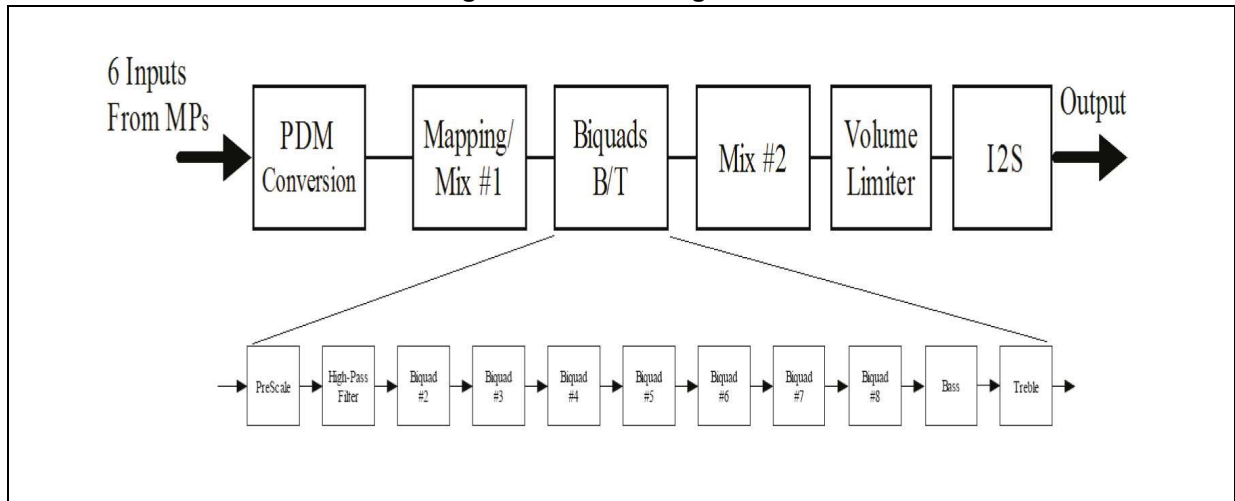 6 Inputs
From MPs
PDM
Conversion
Mapping/
Mix #1
Biquads
B/T
Mix #2
Volume
Limiter
I2S
Output
PreScale
High-Pass
Filter
Biquad
#2
Biquad
#3
Biquad
#4
Biquad
#5
Biquad
#6
Biquad
#7
Biquad
#8
Bass
Treble